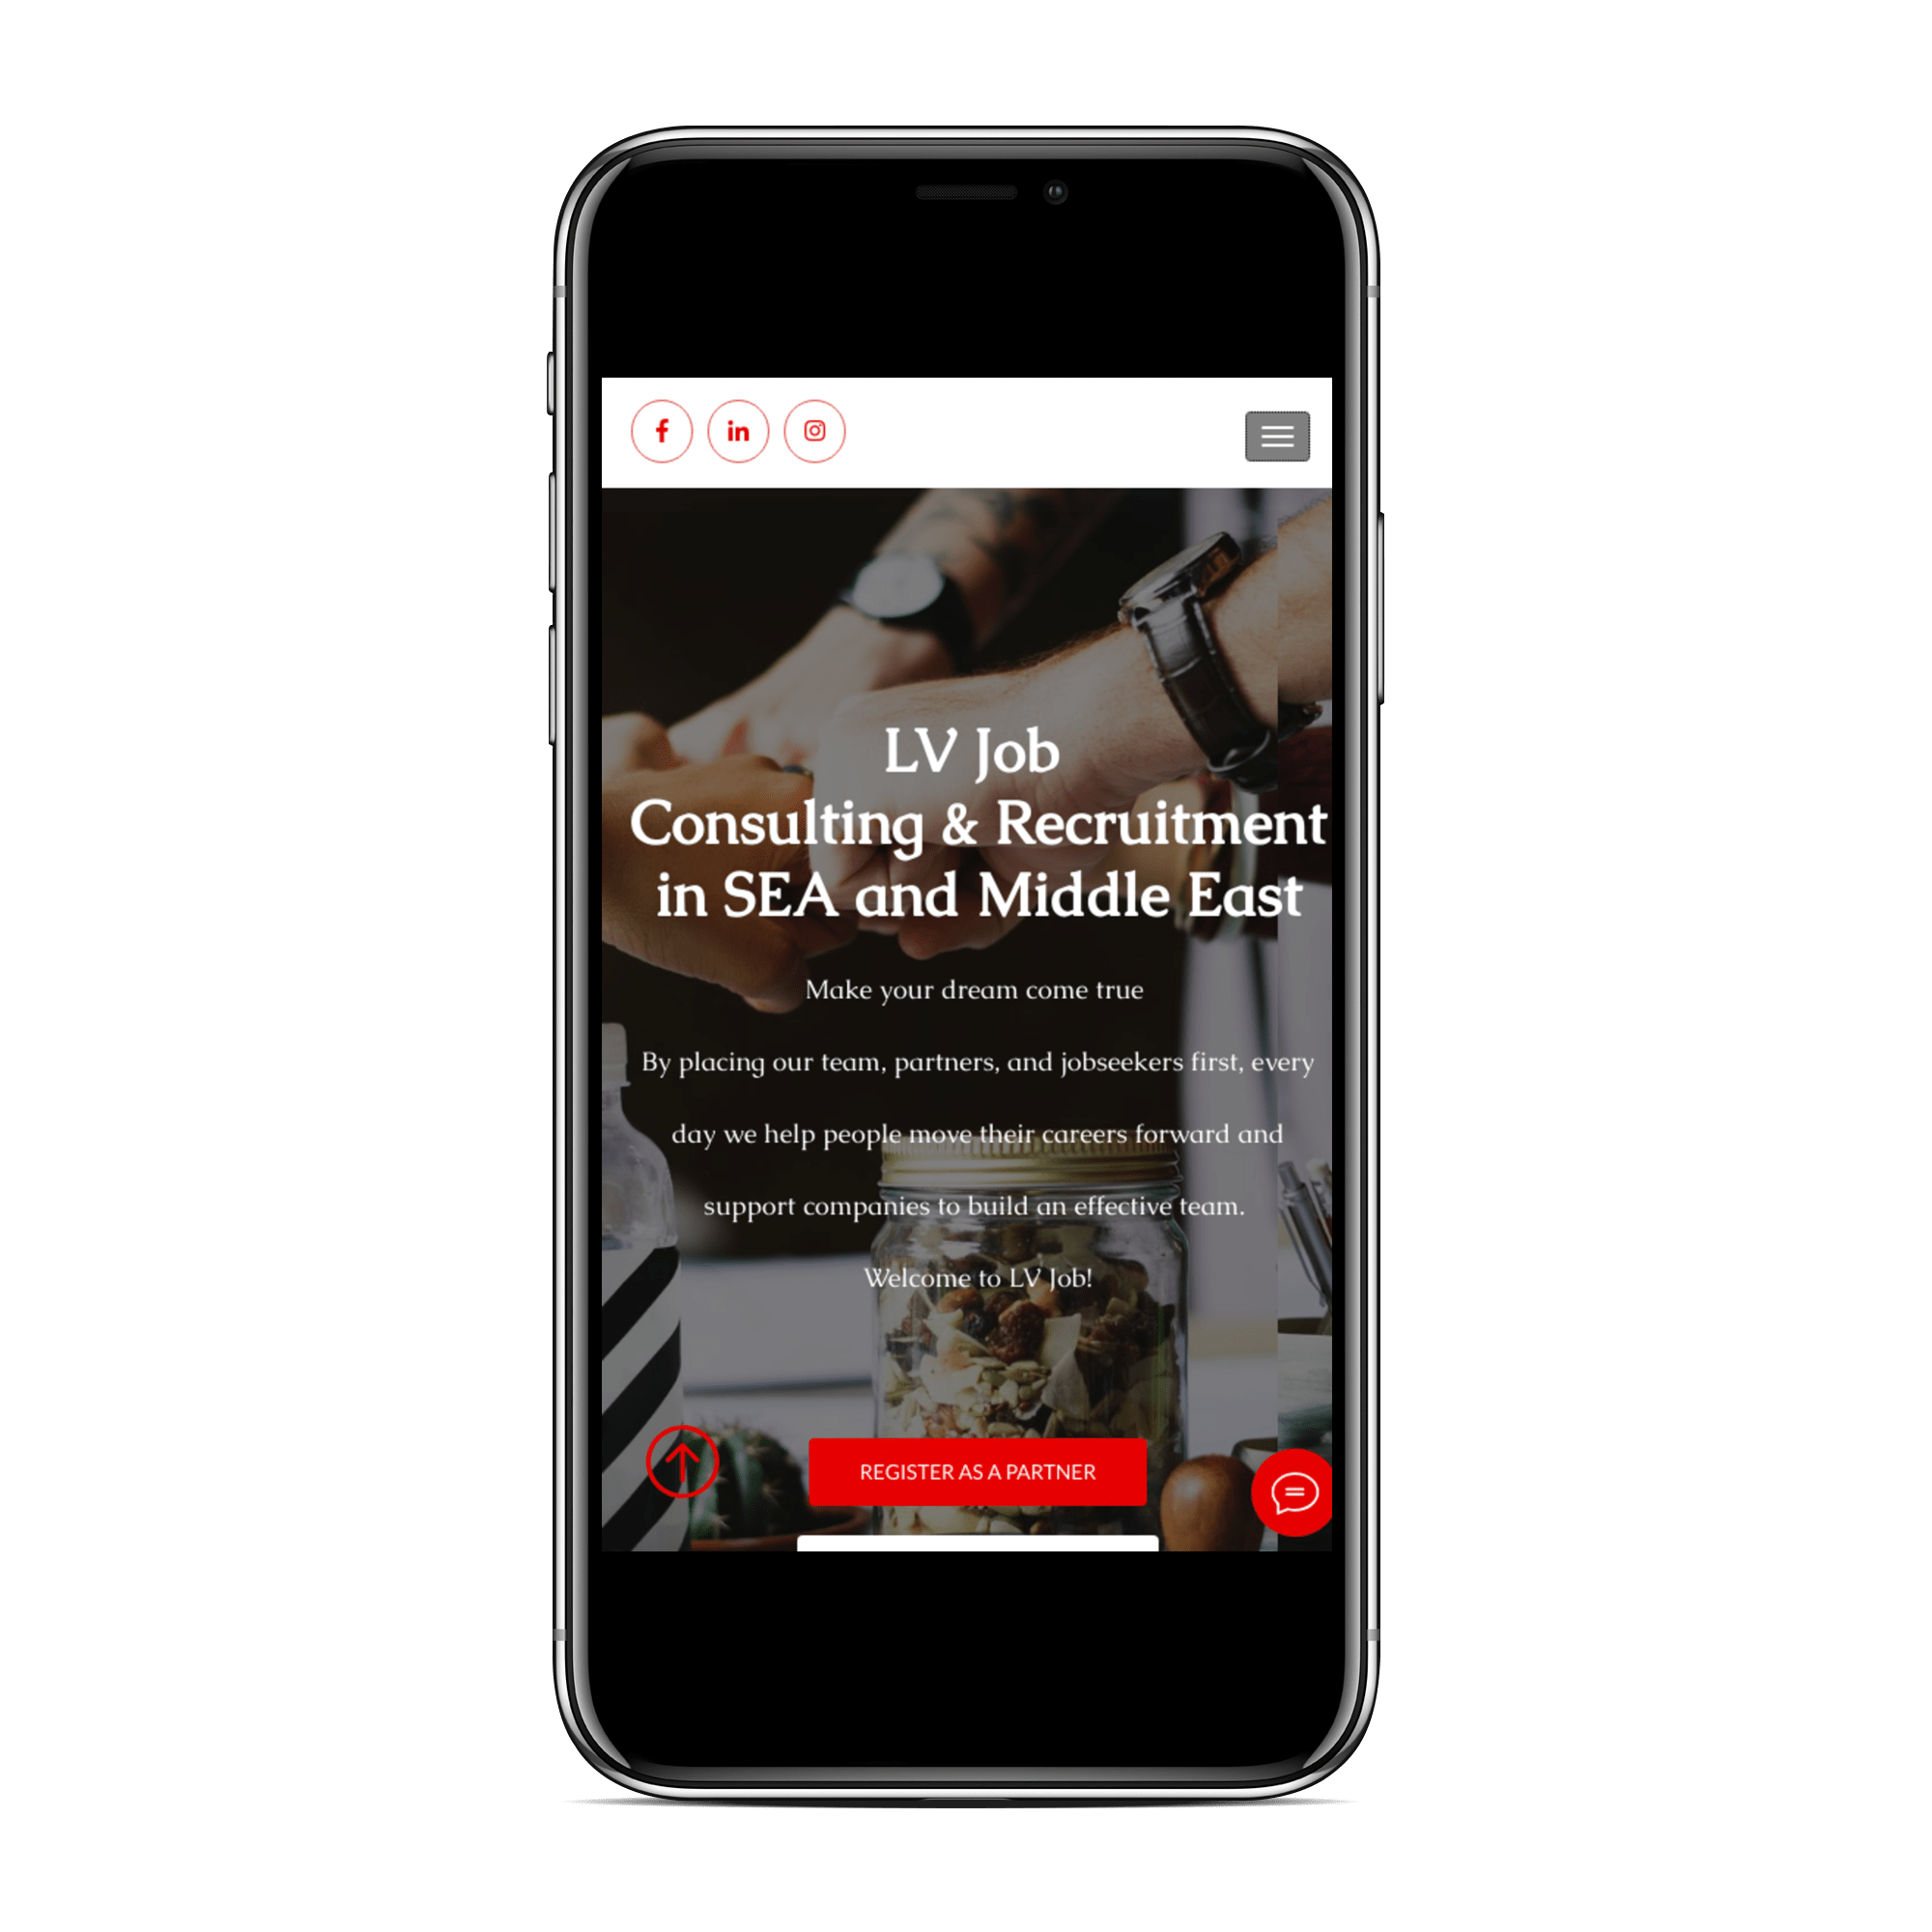 f in
LV Job
Consulting & Recruitment
in SEA and Middle East
Make your dream come true
By placing our team, partners, and jobseekers first, every
day we help people move their careers forward and
support companies to build an effective team.
Welcome to LV Job!
REGISTER AS A PARTNER